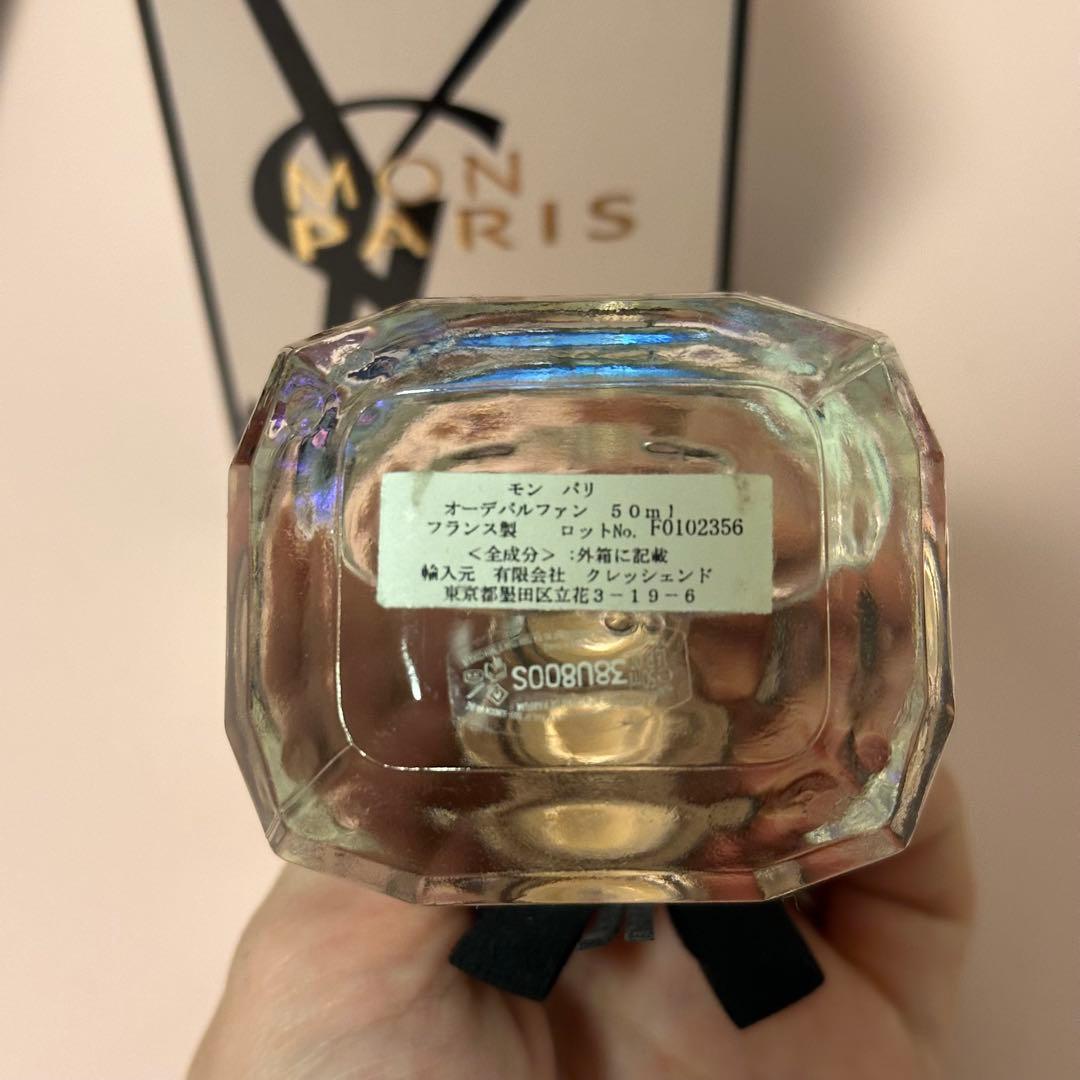 MON
PARIS
モン パリ
オーデパルファン 50ml
フランス製 ロットNo. F0102356
<全成分>:外箱に記載
輸入元 有限会社 クレッシェンド
東京都墨田区立花3-19-6
38U800S